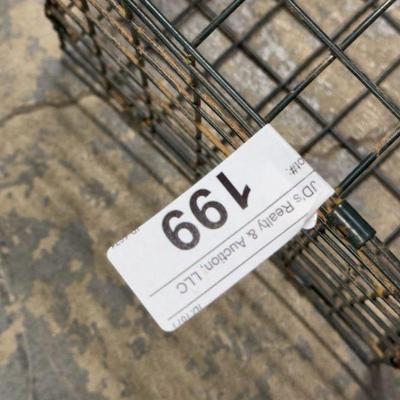 JD's Realty & Auction, LLC
199